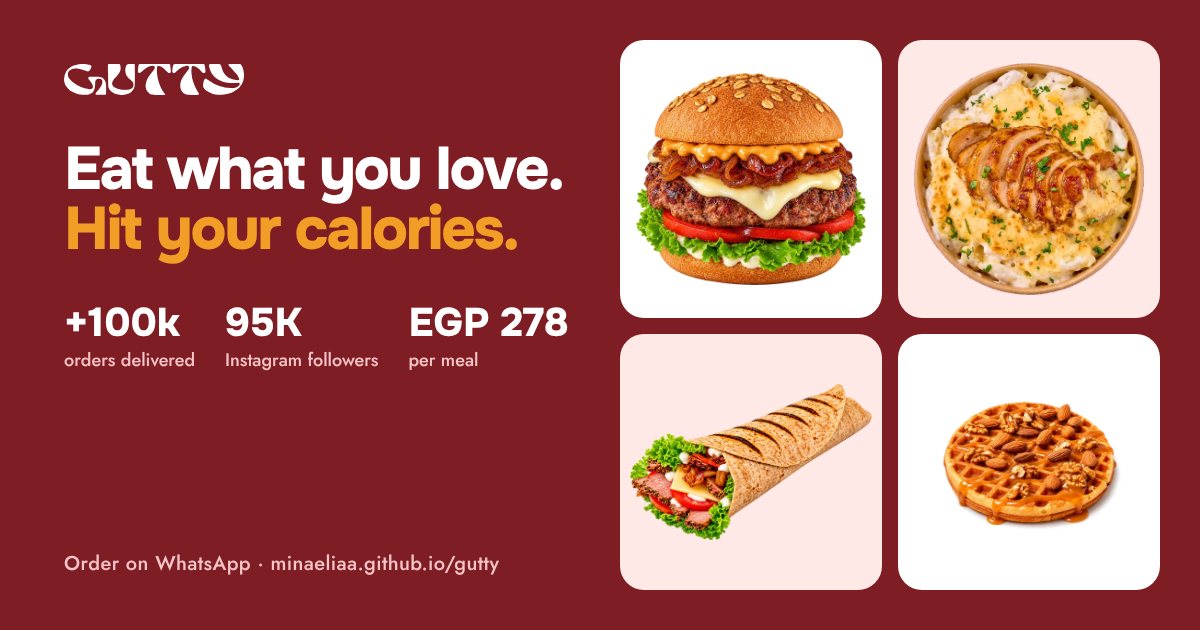 GUTTY
Eat what you love.
Hit your calories.
+100k
orders delivered
95K
Instagram followers
EGP 278
per meal
Order on WhatsApp · minaeliaa.github.io/gutty